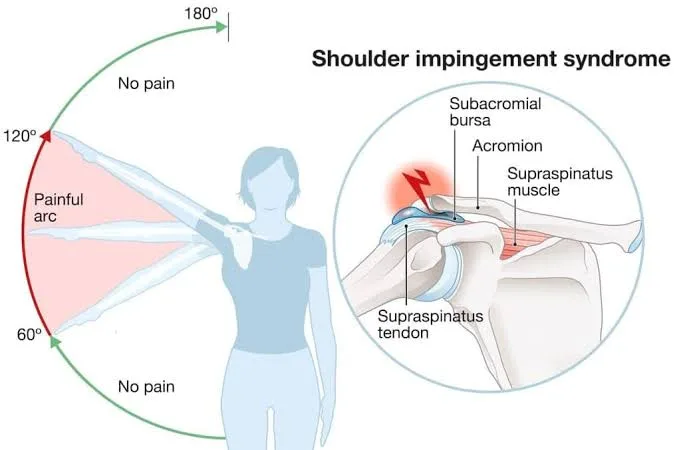 180º
No pain
120º
Painful
arc
60º
No pain
Shoulder impingement syndrome
Subacromial
bursa
Acromion
Supraspinatus
muscle
Supraspinatus
tendon